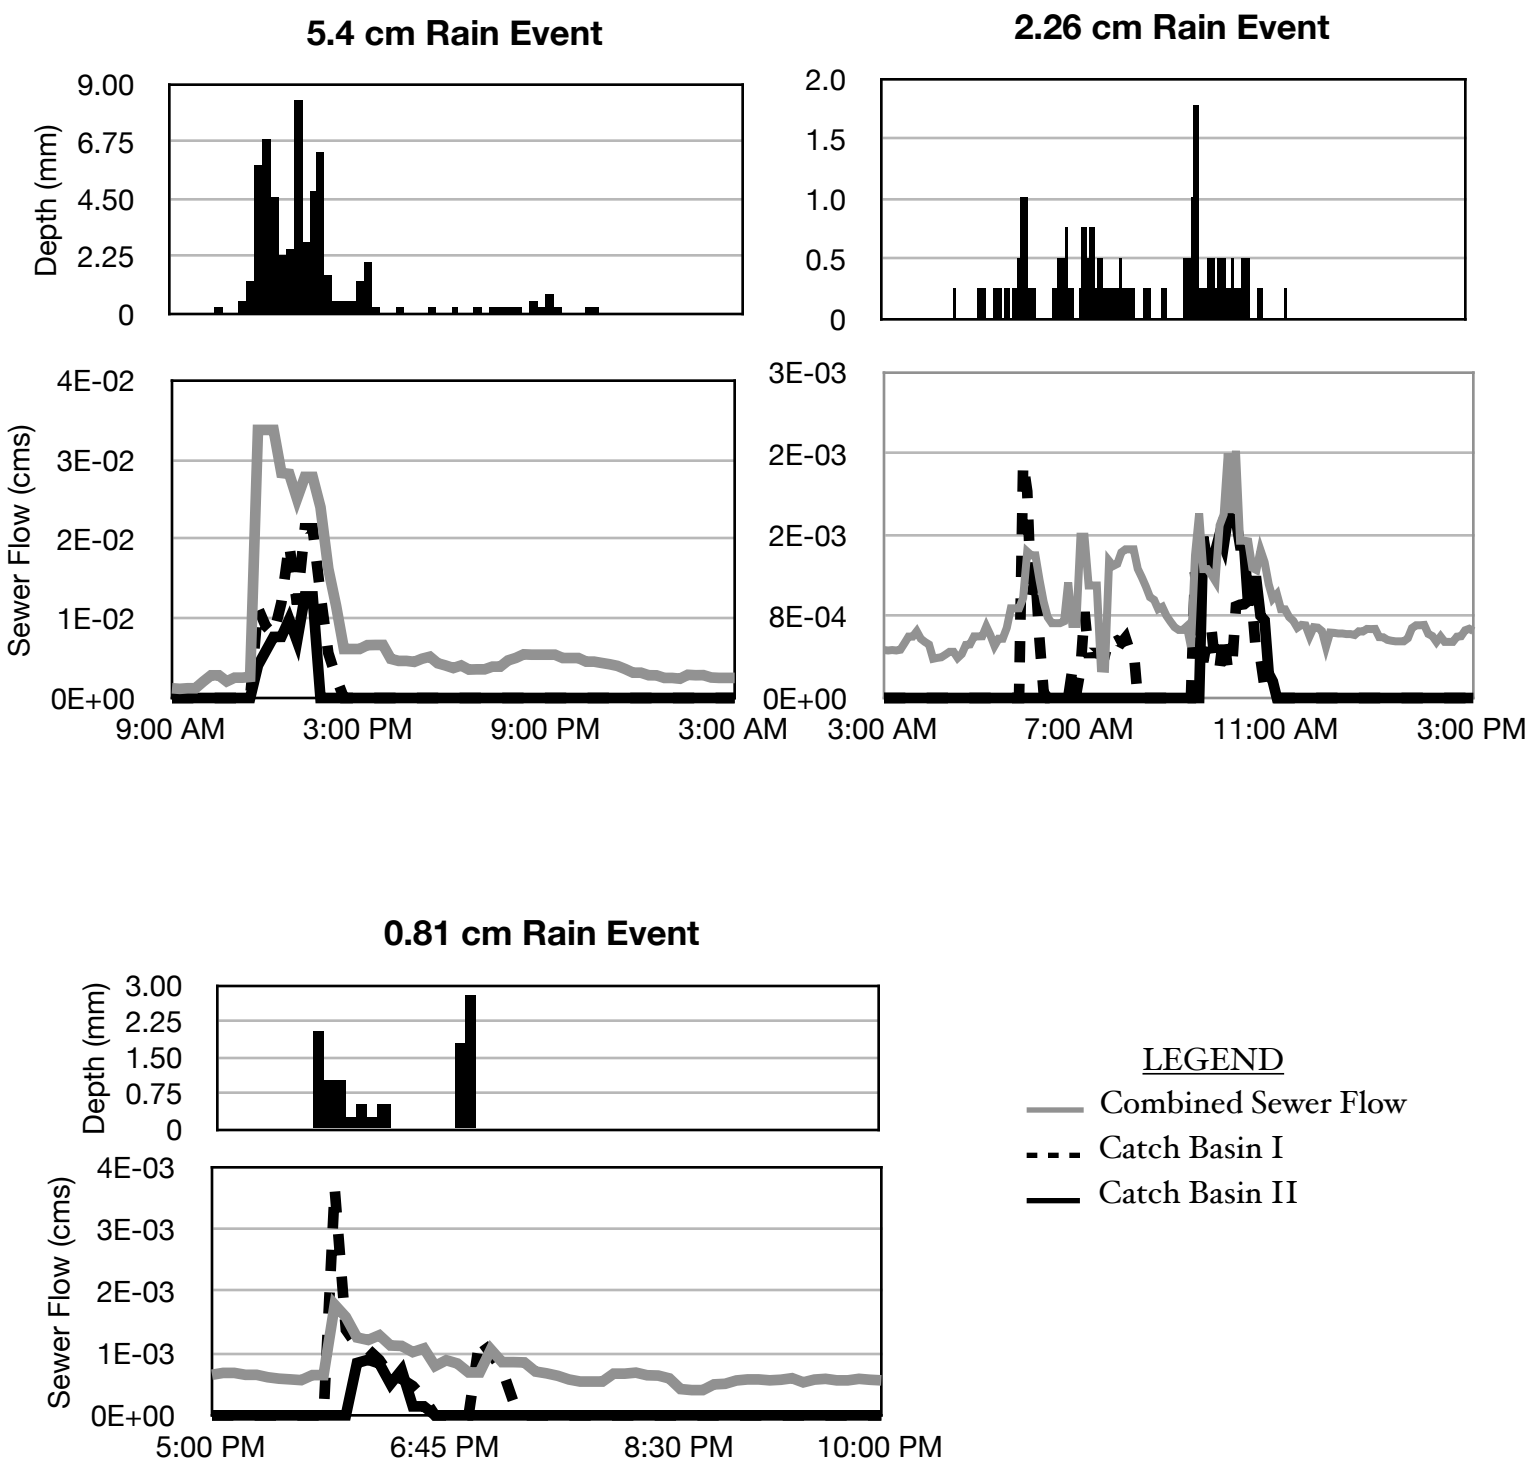 5.4 cm Rain Event
9.00
6.75
4.50
2.25
0
Depth (mm)
4E-02
3E-02
2E-02
1E-02
0E+00
Sewer Flow (cms)
9:00 AM 3:00 PM 9:00 PM 3:00 AM
2.26 cm Rain Event
2.0
1.5
1.0
0.5
0
3E-03
2E-03
2E-03
8E-04
0E+00
3:00 AM 7:00 AM 11:00 AM 3:00 PM
0.81 cm Rain Event
3.00
2.25
1.50
0.75
0
Depth (mm)
4E-03
3E-03
2E-03
1E-03
0E+00
Sewer Flow (cms)
5:00 PM 6:45 PM 8:30 PM 10:00 PM
LEGEND
Combined Sewer Flow
Catch Basin I
Catch Basin II